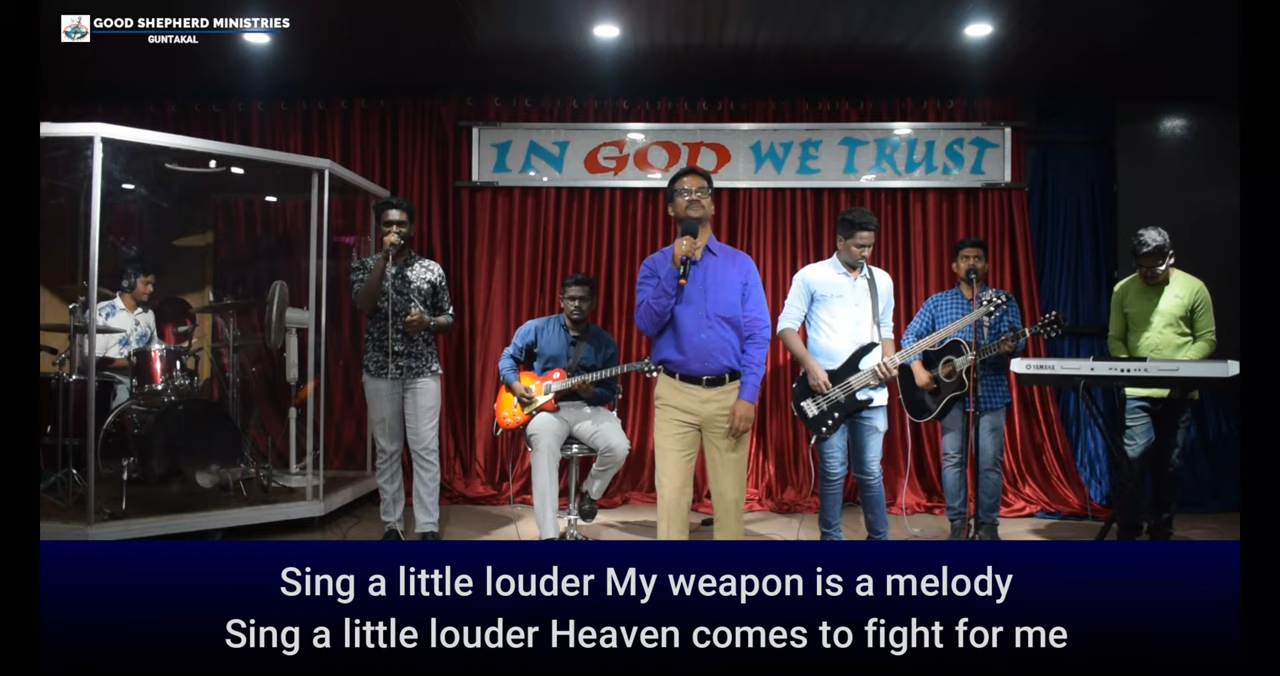 GOOD SHEPHERD MINISTRIES
GUNTAKAL
IN GOD WE TRUST
YAMAHA
Sing a little louder My weapon is a melody
Sing a little louder Heaven comes to fight for me